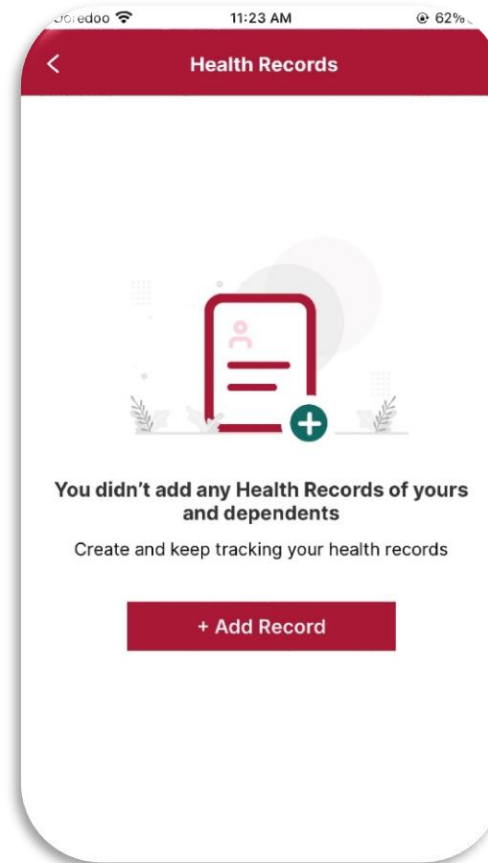 11:23 AM
62%
Health Records
You didn't add any Health Records of yours
and dependents
Create and keep tracking your health records
+ Add Record